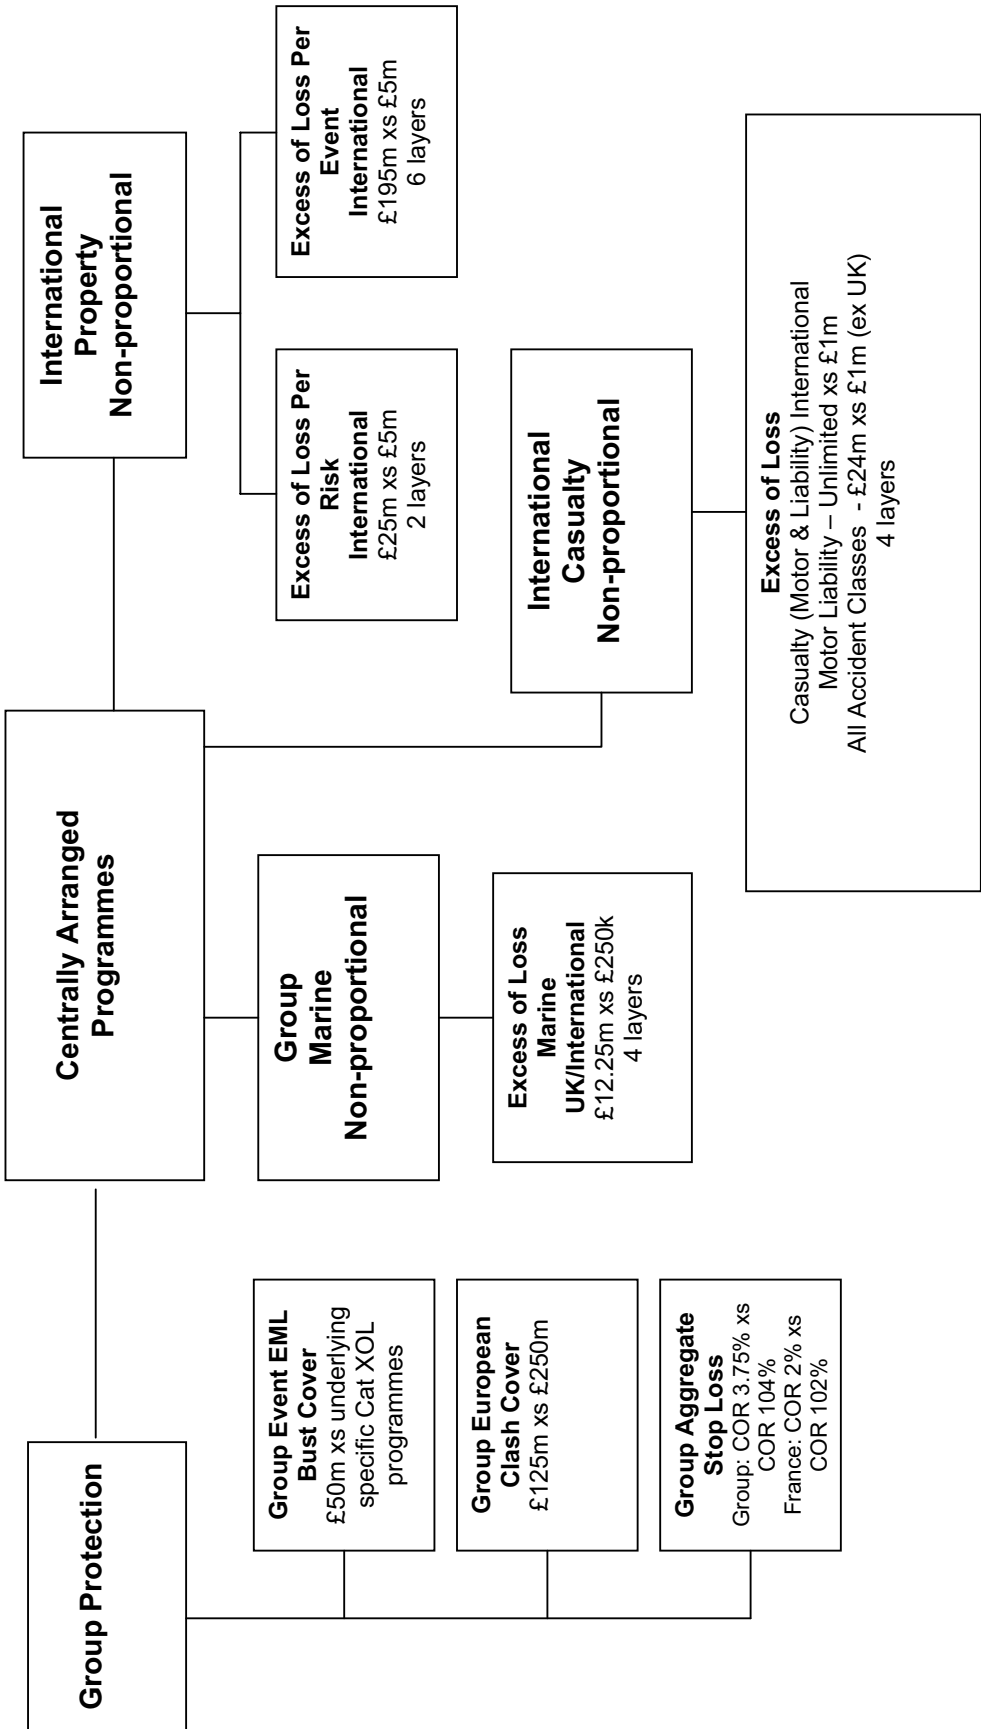 Group Protection
Group Event EML
Bust Cover
£50m xs underlying
specific Cat XOL
programmes
Group European
Clash Cover
£125m xs £250m
Group Aggregate
Stop Loss
Group: COR 3.75% xs
COR 104%
France: COR 2% xs
COR 102%
Centrally Arranged
Programmes
Group
Marine
Non-proportional
Excess of Loss
Marine
UK/International
£12.25m xs £250k
4 layers
International
Property
Non-proportional
Excess of Loss Per
Risk
International
£25m xs £5m
2 layers
Excess of Loss Per
Event
International
£195m xs £5m
6 layers
International
Casualty
Non-proportional
Excess of Loss
Casualty (Motor & Liability) International
Motor Liability – Unlimited xs £1m
All Accident Classes - £24m xs £1m (ex UK)
4 layers